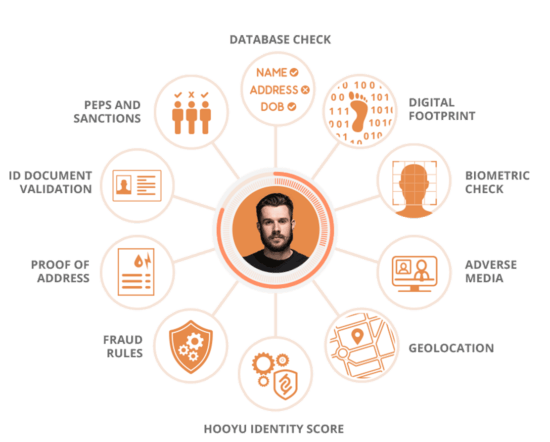 DATABASE CHECK
NAME
ADDRESS
DOB
DIGITAL
FOOTPRINT
BIOMETRIC
CHECK
ADVERSE
MEDIA
GEOLOCATION
HOOYU IDENTITY SCORE
FRAUD
RULES
PROOF OF
ADDRESS
ID DOCUMENT
VALIDATION
PEPS AND
SANCTIONS